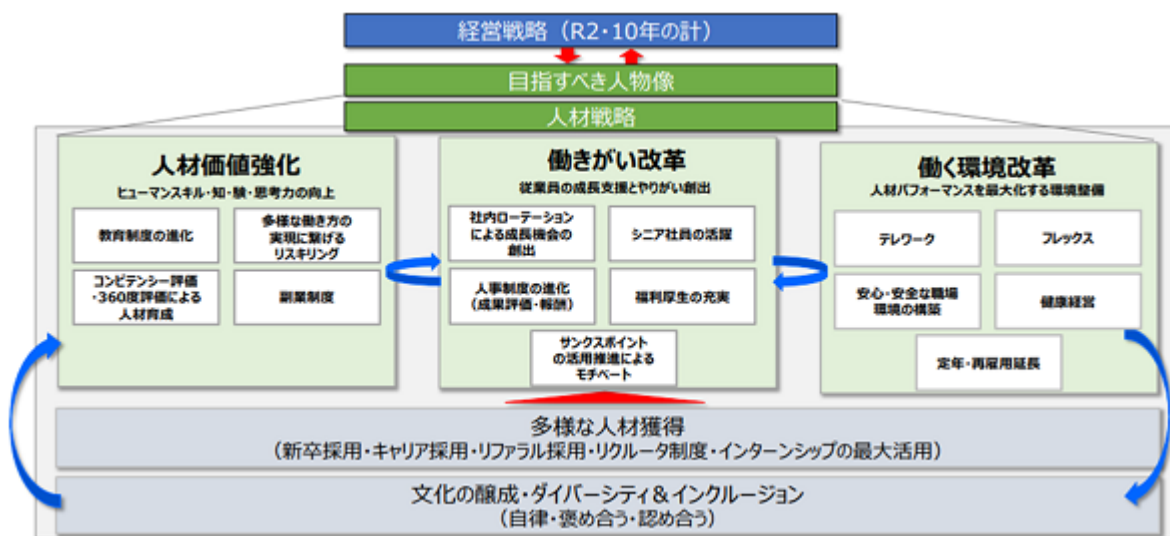 経営戦略（R2・10年の計）
目指すべき人物像
人材戦略
人材価値強化
ヒューマンスキル・知・験・思考力の向上
教育制度の進化
多様な働き方の
実現に繋げる
リスキリング
コンピテンシー評価
・360度評価による
人材育成
副業制度
働きがい改革
従業員の成長支援とやりがい創出
社内ローテーション
による成長機会の
創出
シニア社員の活躍
人事制度の進化
（成果評価・報酬）
福利厚生の充実
サンクスポイント
の活用推進による
モチベート
働く環境改革
人材パフォーマンスを最大化する環境整備
テレワーク
フレックス
安心・安全な職場
環境の構築
健康経営
定年・再雇用延長
多様な人材獲得
（新卒採用・キャリア採用・リファラル採用・リクルータ制度・インターンシップの最大活用）
文化の醸成・ダイバーシティ＆インクルージョン
（自律・褒め合う・認め合う）